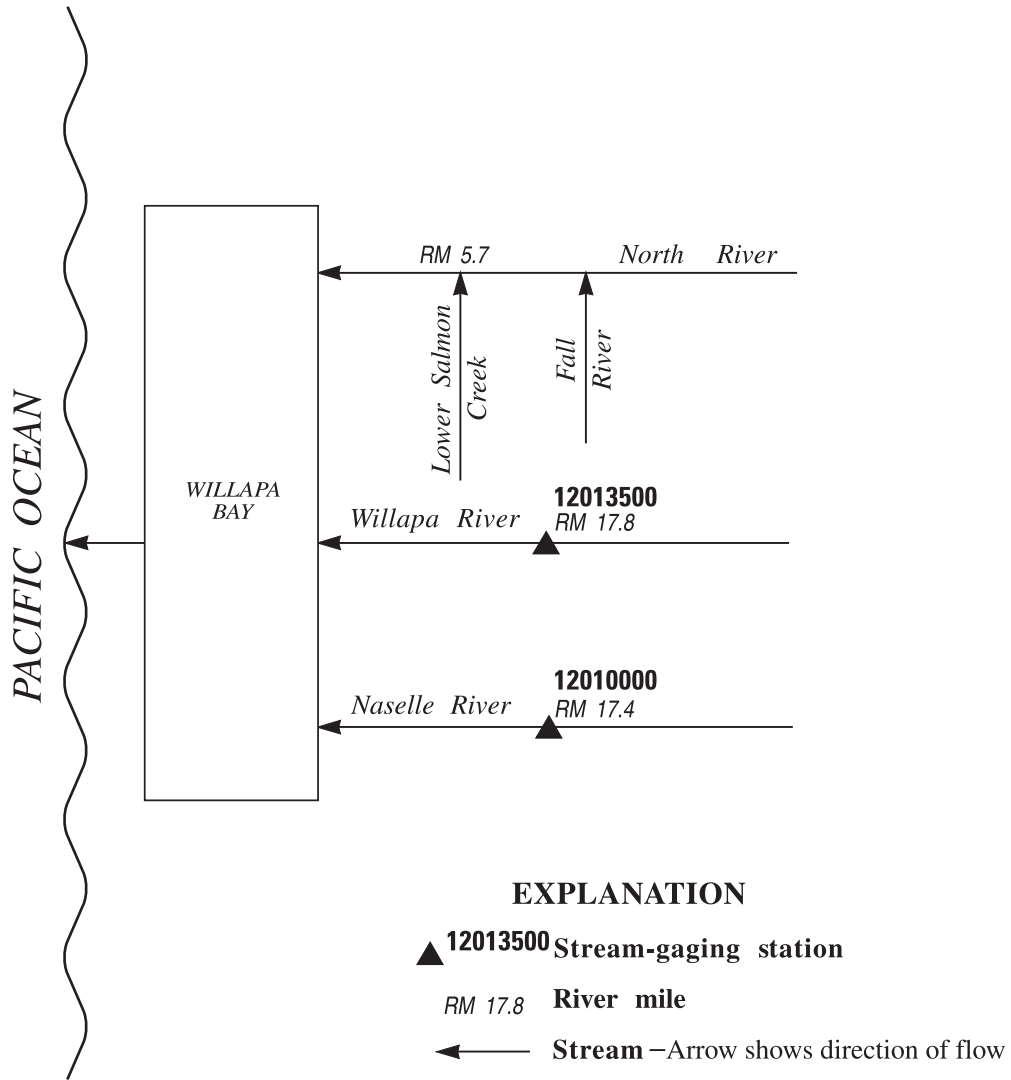 RM 5.7
North River
Lower Salmon
Creek
Fall
River
PACIFIC OCEAN
WILLAPA
BAY
12013500
Willapa River
RM 17.8
12010000
Naselle River
RM 17.4
EXPLANATION
12013500 Stream-gaging station
RM 17.8 River mile
Stream –Arrow shows direction of flow